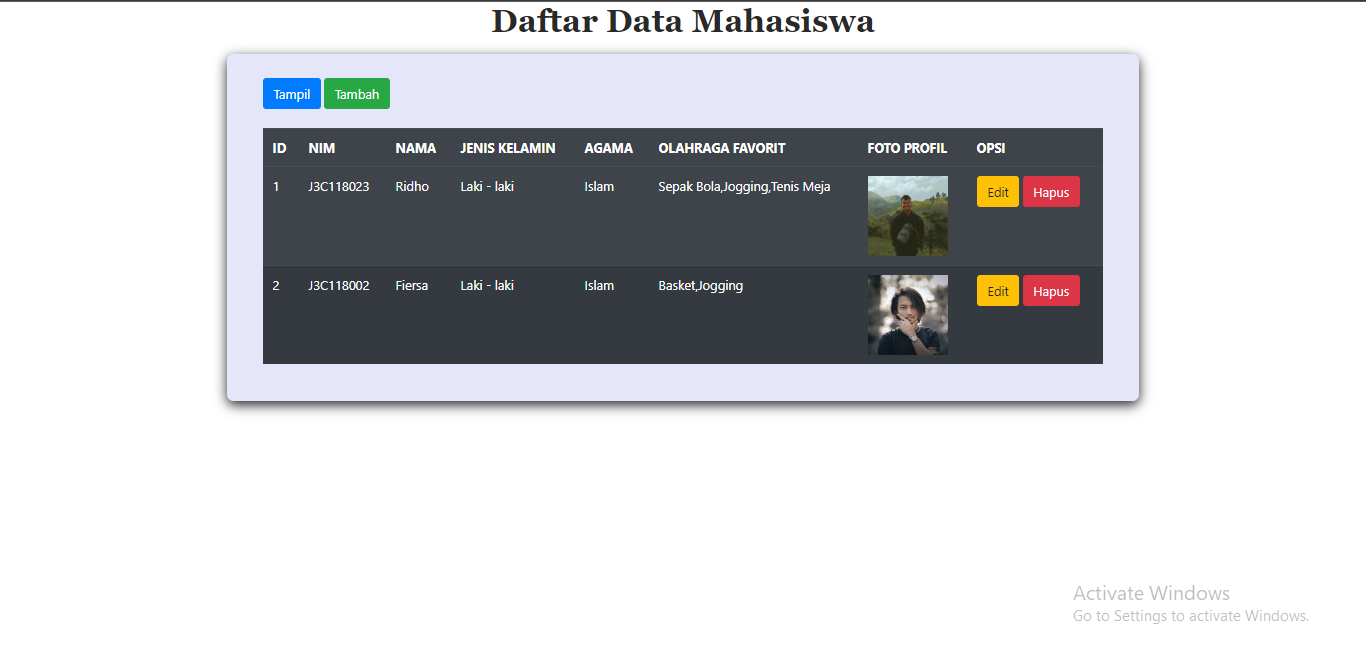 Daftar Data Mahasiswa
Tampil Tambah
ID NIM NAMA JENIS KELAMIN AGAMA OLAHRAGA FAVORIT FOTO PROFIL OPSI
1 J3C118023 Ridho Laki - laki Islam Sepak Bola,Jogging,Tenis Meja Edit Hapus
2 J3C118002 Fiersa Laki - laki Islam Basket,Jogging Edit Hapus
Activate Windows
Go to Settings to activate Windows.